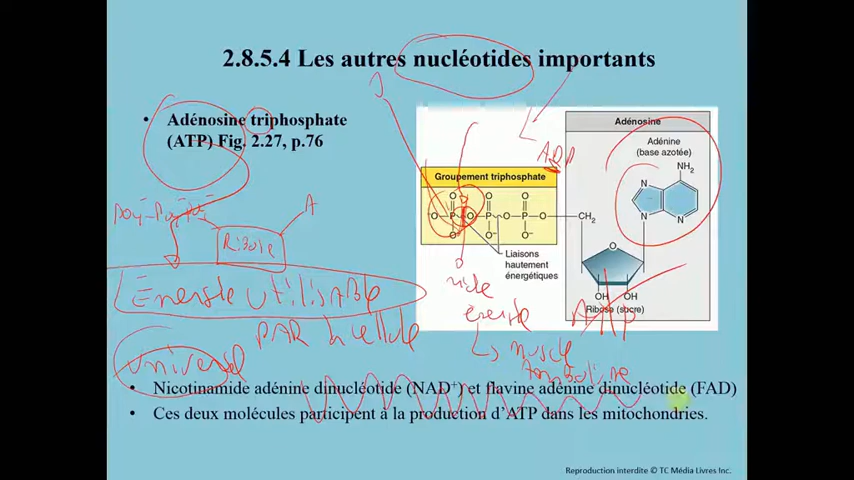 2.8.5.4 Les autres nucléotides importants
• Adénosine triphosphate
(ATP) Fig. 2.27, p.76
Adénosine
Adénine
(base azotée)
NH2
N
N
N
N
ADP
Groupement triphosphate
O O O
O P O P O P O CH2
O O− O−
O
Liaisons
hautement
énergétiques
OH OH
Ribose (sucre)
A
Ribose
Énergie Utilisable
PAR la cellule
Universel
ATP
muscle
• Nicotinamide adénine dinucléotide (NAD+) et flavine adénine dinucléotide (FAD)
• Ces deux molécules participent à la production d’ATP dans les mitochondries.
Reproduction interdite © TC Média Livres Inc.